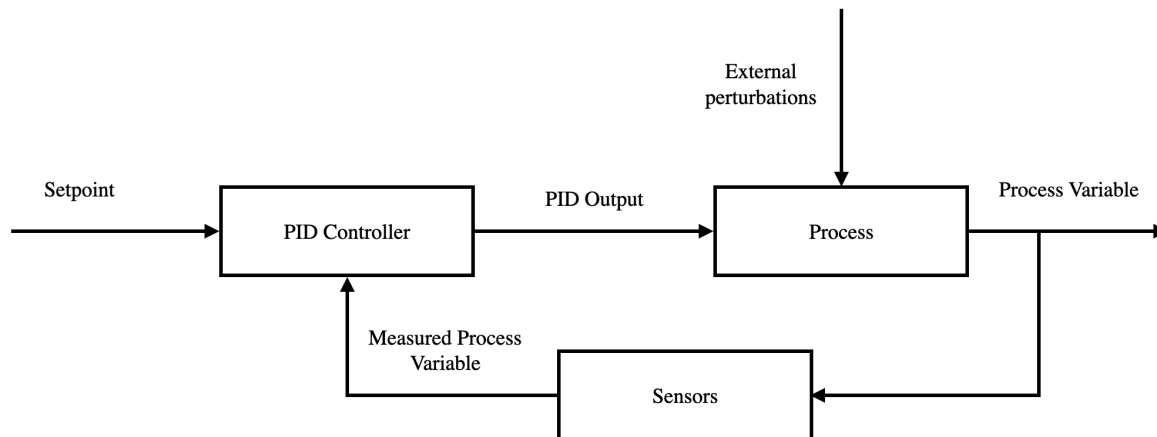 External
perturbations
Setpoint
PID Output
Process Variable
PID Controller
Process
Measured Process
Variable
Sensors